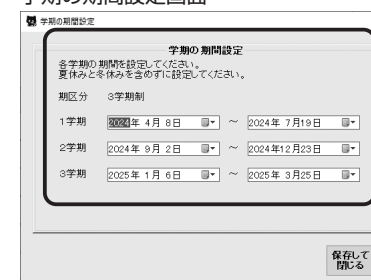 学期の期間設定画面
学期の期間設定
学期の期間設定
各学期の期間を設定してください。
夏休みと冬休みを含めずに設定してください。
期区分 3学期制
1学期 2024年 4月 8日 ～ 2024年 7月19日
2学期 2024年 9月 2日 ～ 2024年12月23日
3学期 2025年 1月 6日 ～ 2025年 3月25日
保存して
閉じる